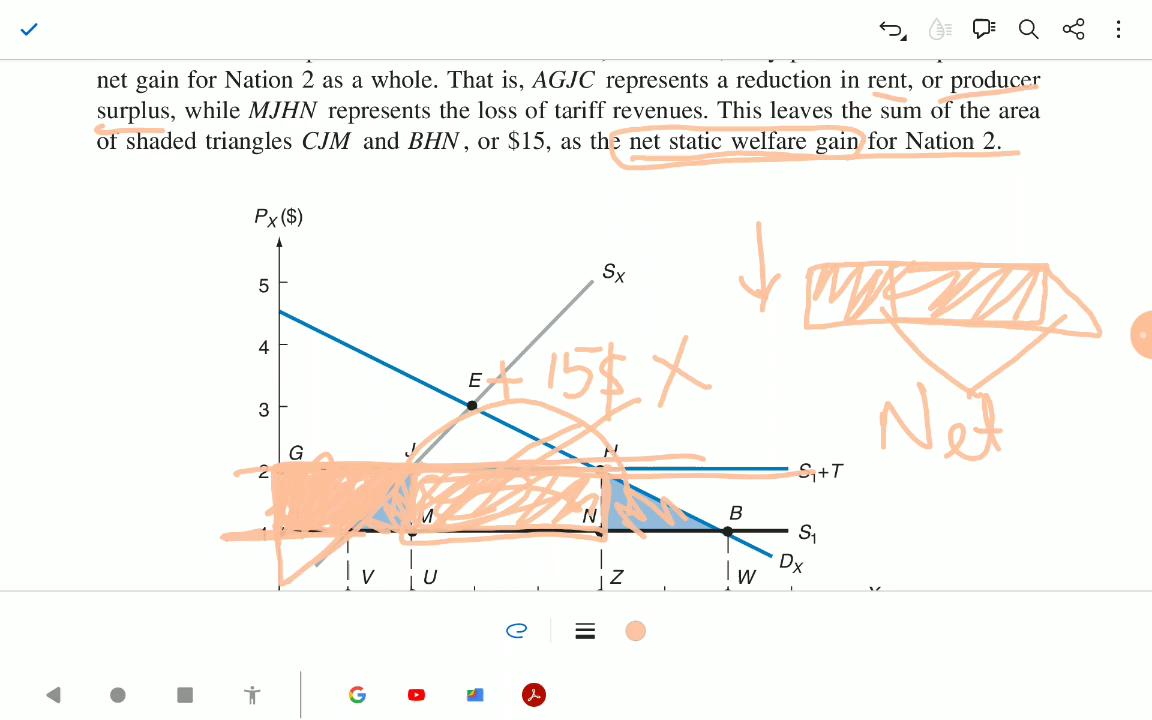 net gain for Nation 2 as a whole. That is, AGJC represents a reduction in rent, or producer
surplus, while MJHN represents the loss of tariff revenues. This leaves the sum of the area
of shaded triangles CJM and BHN, or $15, as the net static welfare gain for Nation 2.
PX ($)
5
SX
4
E
+ 15$ X
3
Net
G
J
H
2
S1+T
M
N
B
1
S1
DX
V
U
Z
W